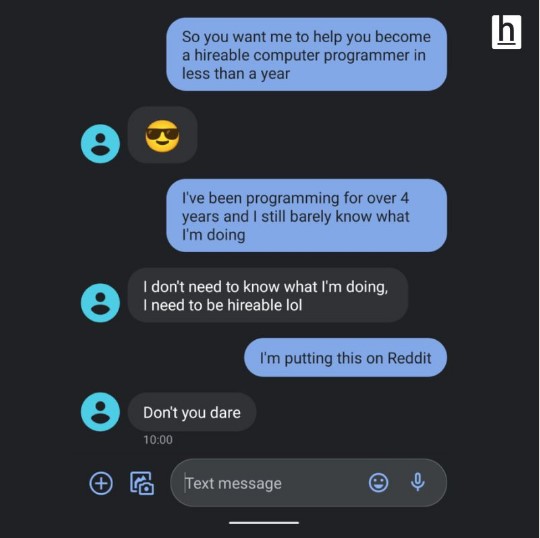 h
So you want me to help you become
a hireable computer programmer in
less than a year
😎
I've been programming for over 4
years and I still barely know what
I'm doing
I don't need to know what I'm doing,
I need to be hireable lol
I'm putting this on Reddit
Don't you dare
10:00
Text message